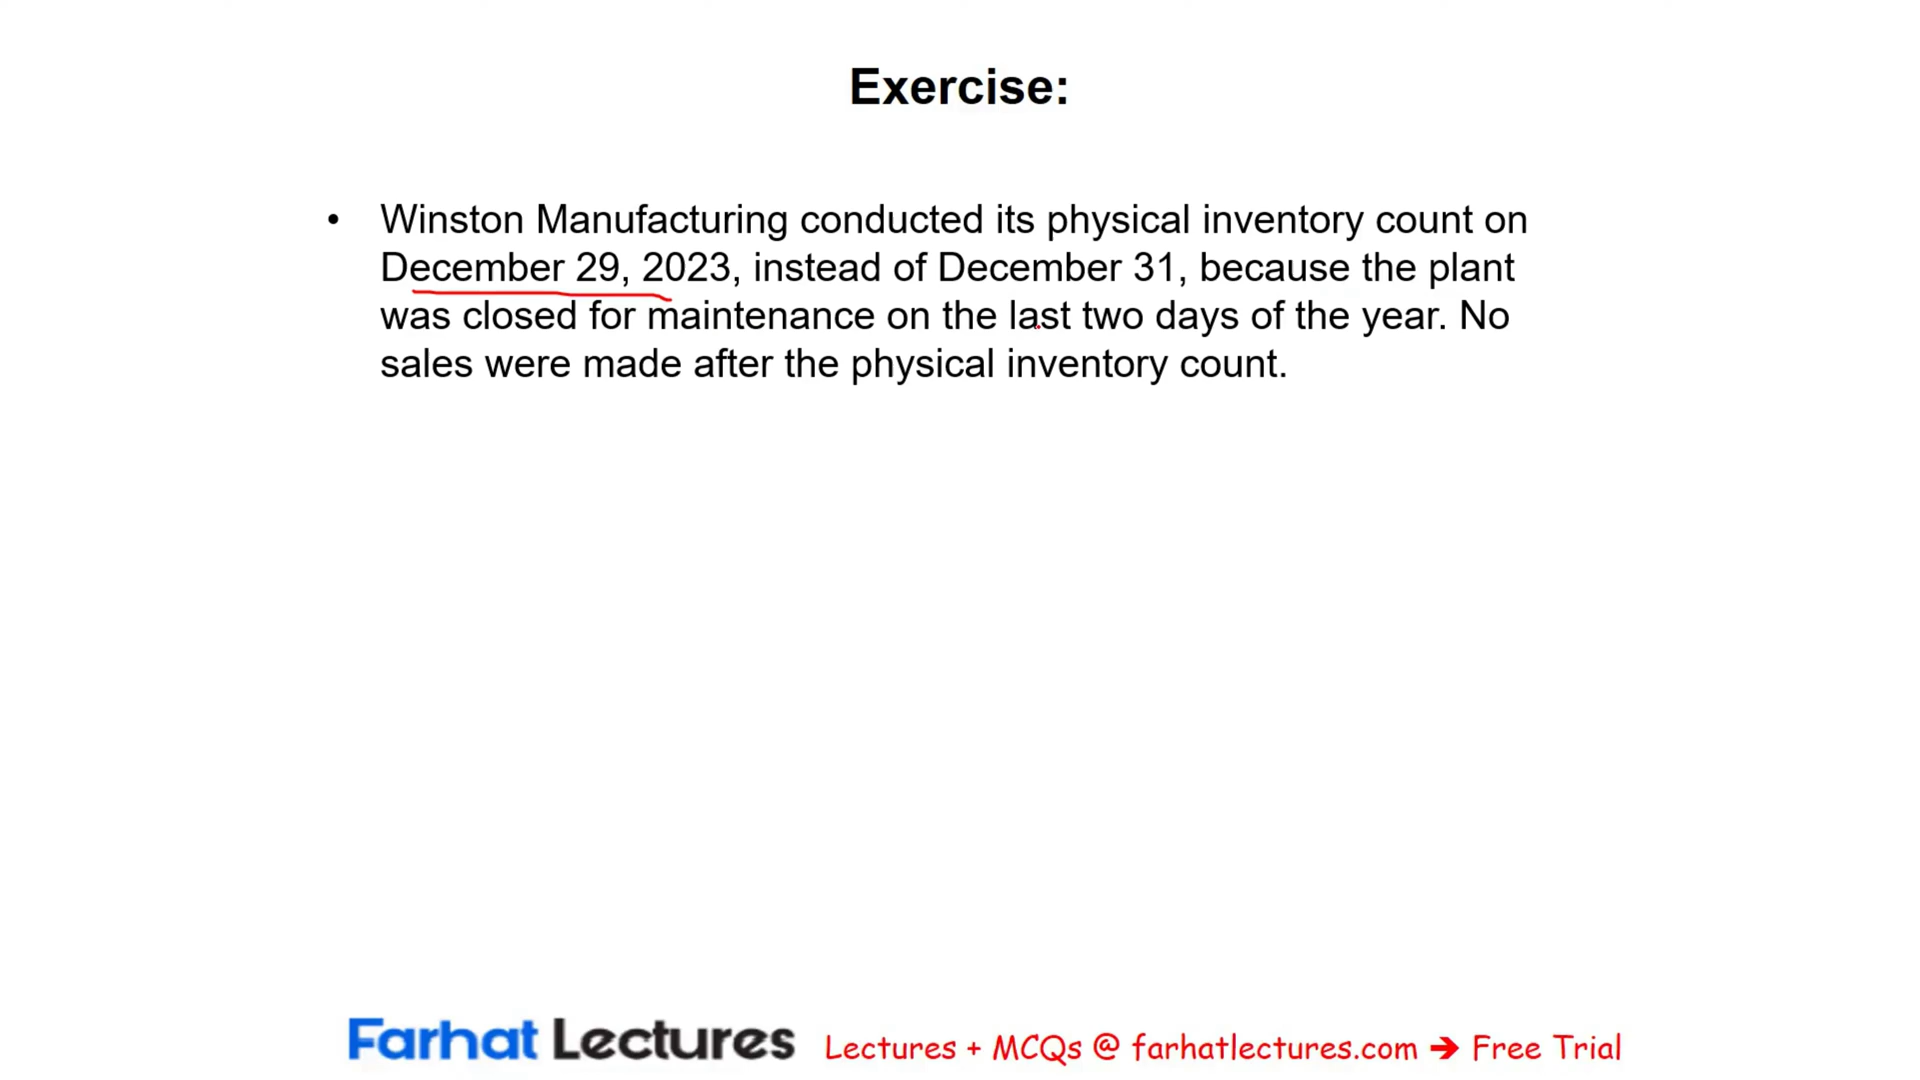 Exercise:
• Winston Manufacturing conducted its physical inventory count on
December 29, 2023, instead of December 31, because the plant
was closed for maintenance on the last two days of the year. No
sales were made after the physical inventory count.
Farhat Lectures Lectures + MCQs @ farhatlectures.com ➔ Free Trial